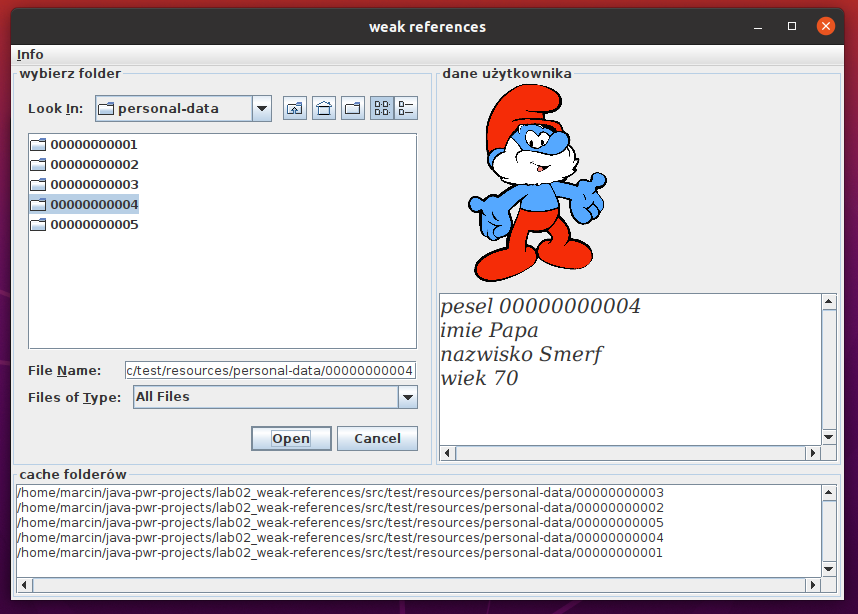 weak references
Info
wybierz folder
Look In: personal-data
00000000001
00000000002
00000000003
00000000004
00000000005
File Name: c/test/resources/personal-data/00000000004
Files of Type: All Files
Open Cancel
dane użytkownika
pesel 00000000004
imie Papa
nazwisko Smerf
wiek 70
cache folderów
/home/marcin/java-pwr-projects/lab02_weak-references/src/test/resources/personal-data/00000000003
/home/marcin/java-pwr-projects/lab02_weak-references/src/test/resources/personal-data/00000000002
/home/marcin/java-pwr-projects/lab02_weak-references/src/test/resources/personal-data/00000000005
/home/marcin/java-pwr-projects/lab02_weak-references/src/test/resources/personal-data/00000000004
/home/marcin/java-pwr-projects/lab02_weak-references/src/test/resources/personal-data/00000000001